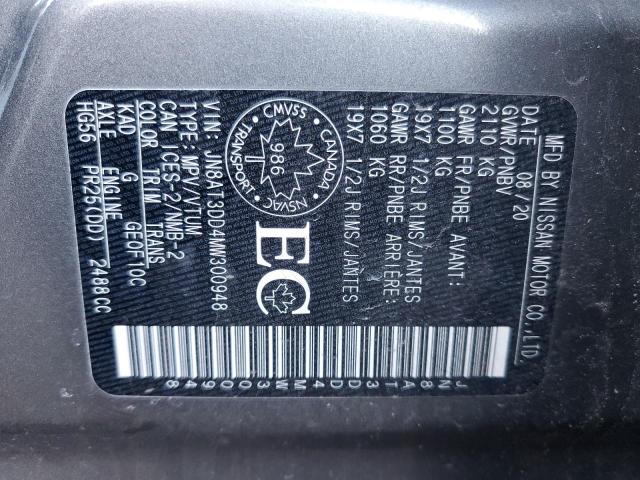 MFD BY NISSAN MOTOR CO.,LTD.
DATE 08/20
GVWR/PNBV
2110 KG
GAWR FR/PNBE AVANT:
1100 KG
19X7 1/2J RIMS/JANTES
GAWR RR/PNBE ARRIÈRE:
1060 KG
19X7 1/2J RIMS/JANTES
CMVSS CANADA
986
TRANSPORT NSVAC
EC
VIN: JN8AT3DD4MW300948
TYPE: MPV/VTUM
CAN ICES-2/NMB-2
COLOR TRIM TRANS
KAD G GE0F10C
AXLE ENGINE
HG56 PR25(DD) 2488CC
JN8AT3DD4MW300948